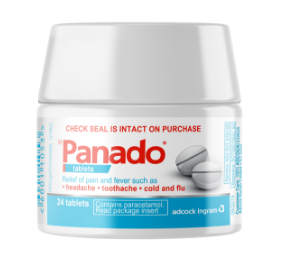 CHECK SEAL IS INTACT ON PURCHASE
Panado®
tablets
Relief of pain and fever such as
• headache • toothache • cold and flu
24 tablets
Contains paracetamol.
Read package insert
adcock ingram